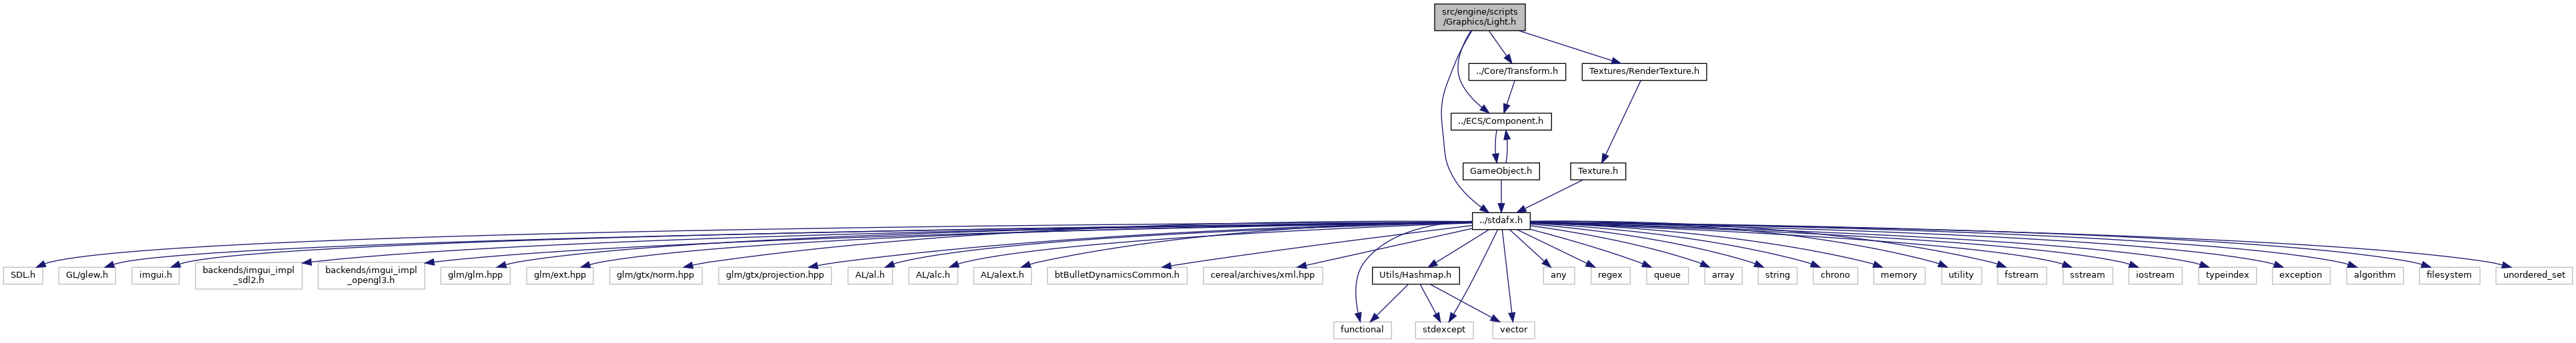 src/engine/scripts
/Graphics/Light.h
../Core/Transform.h
Textures/RenderTexture.h
../ECS/Component.h
GameObject.h
Texture.h
../stdafx.h
SDL.h
GL/glew.h
imgui.h
backends/imgui_impl
_sdl2.h
backends/imgui_impl
_opengl3.h
glm/glm.hpp
glm/ext.hpp
glm/gtx/norm.hpp
glm/gtx/projection.hpp
AL/al.h
AL/alc.h
AL/alext.h
btBulletDynamicsCommon.h
cereal/archives/xml.hpp
Utils/Hashmap.h
any
regex
queue
array
string
chrono
memory
utility
fstream
sstream
iostream
typeindex
exception
algorithm
filesystem
unordered_set
functional
stdexcept
vector